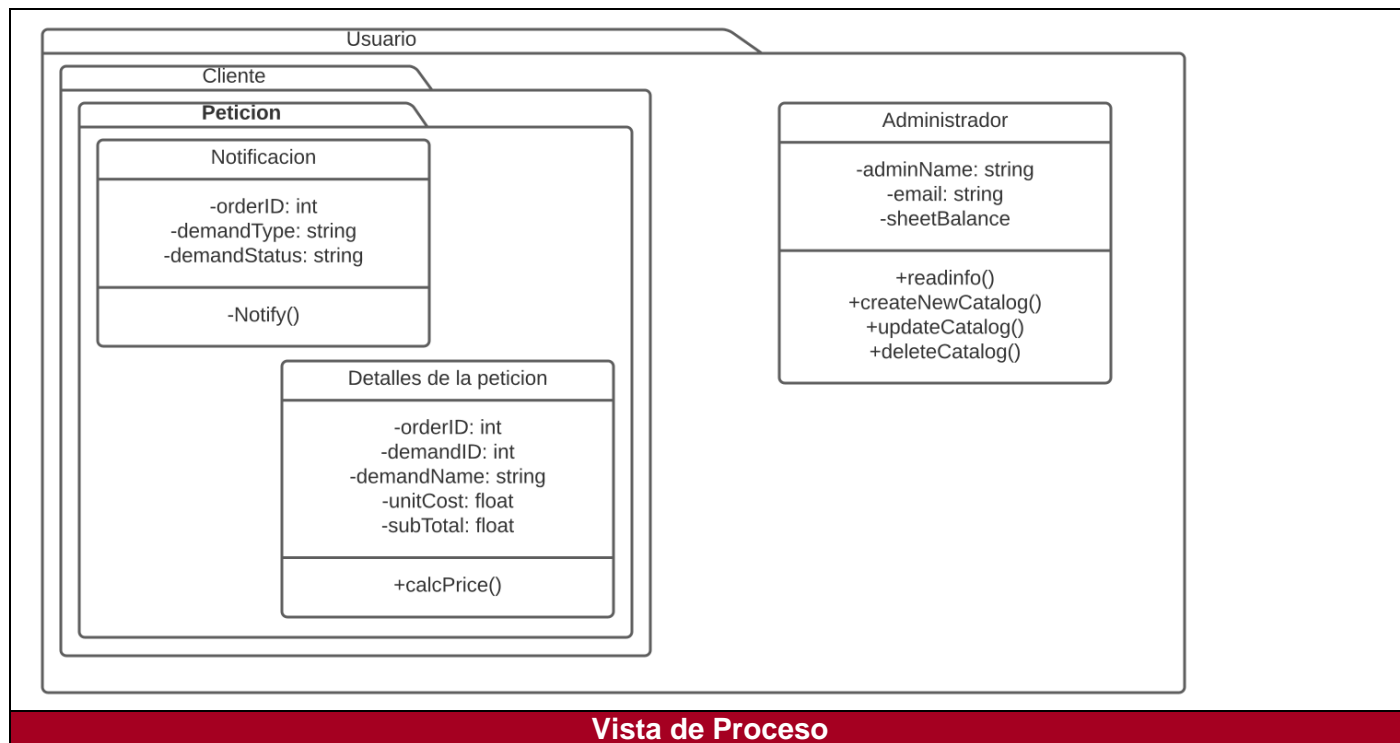 Usuario
Cliente
Peticion
Notificacion
-orderID: int
-demandType: string
-demandStatus: string
-Notify()
Detalles de la peticion
-orderID: int
-demandID: int
-demandName: string
-unitCost: float
-subTotal: float
+calcPrice()
Administrador
-adminName: string
-email: string
-sheetBalance
+readinfo()
+createNewCatalog()
+updateCatalog()
+deleteCatalog()
Vista de Proceso